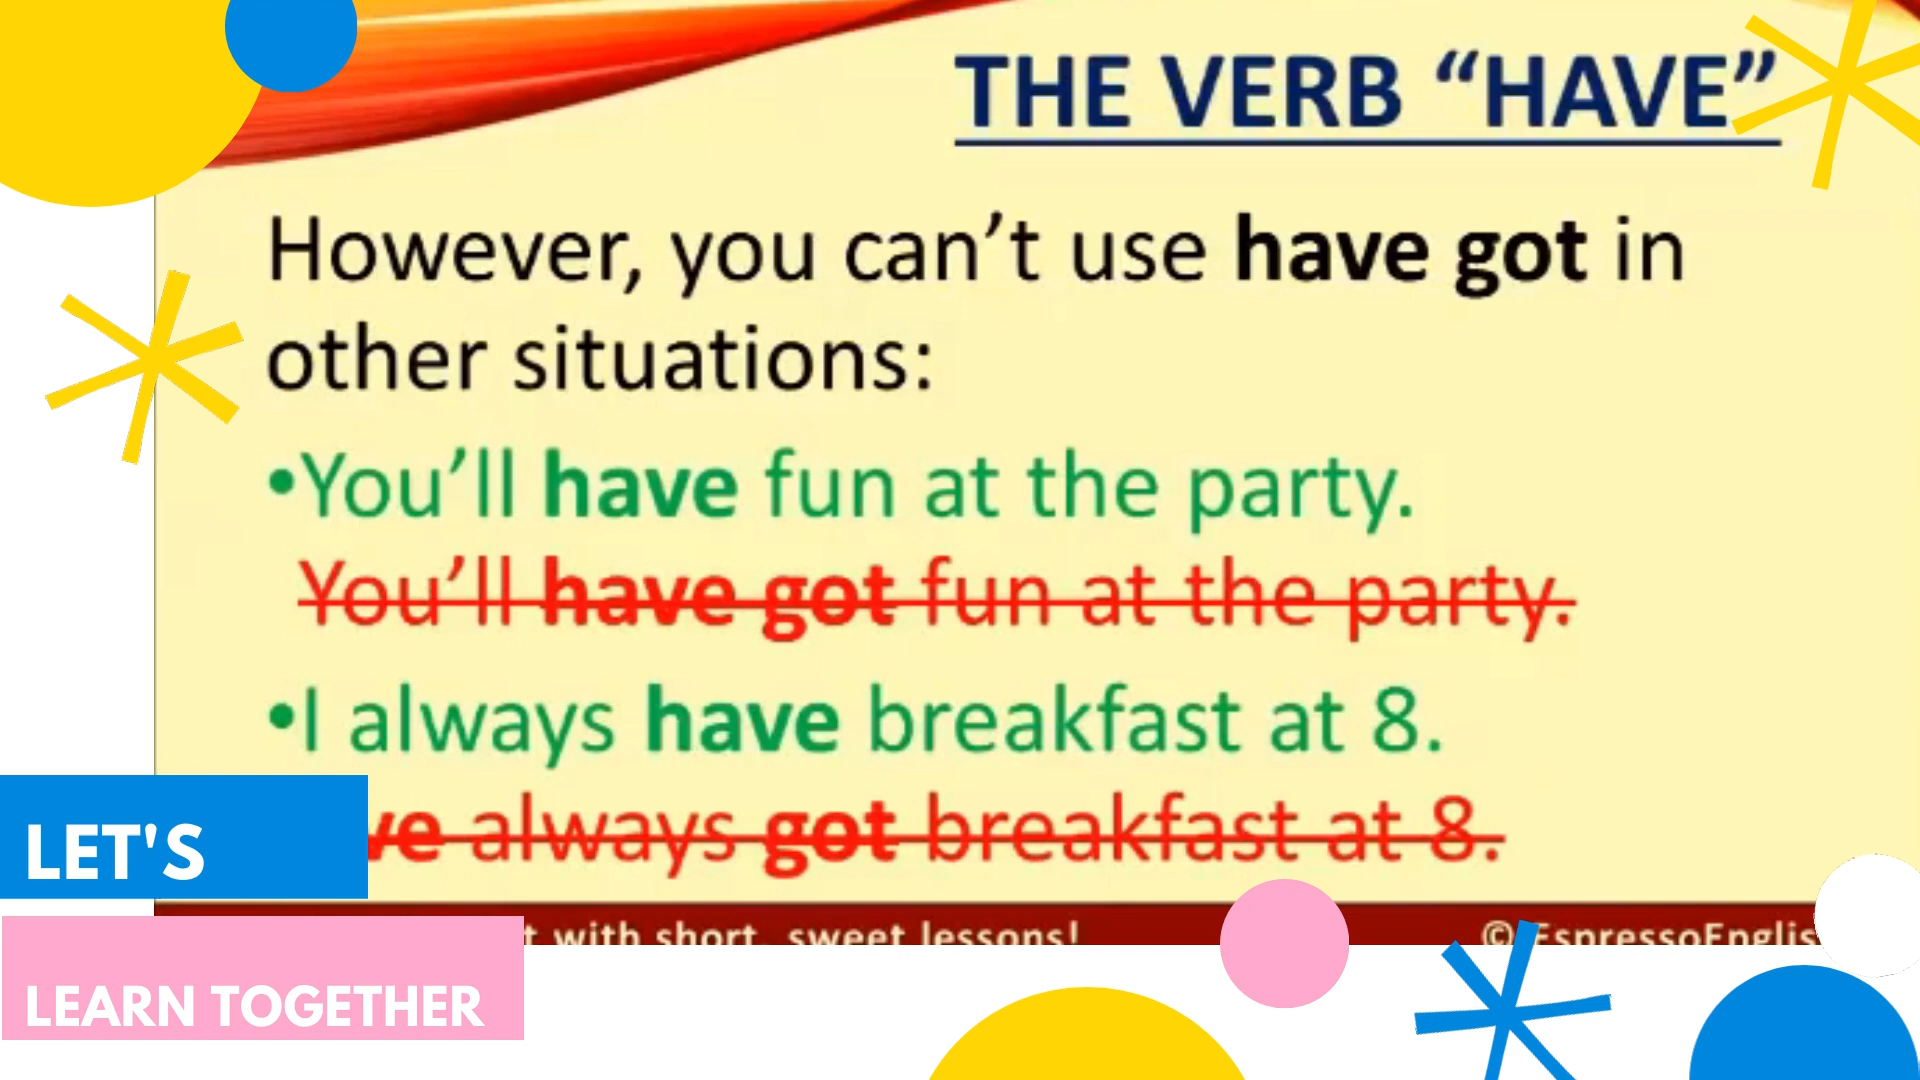 THE VERB “HAVE”
However, you can’t use have got in
other situations:
•You’ll have fun at the party.
You’ll have got fun at the party.
•I always have breakfast at 8.
ve always got breakfast at 8.
LET'S
with short, sweet lessons!
© EspressoEnglis
LEARN TOGETHER